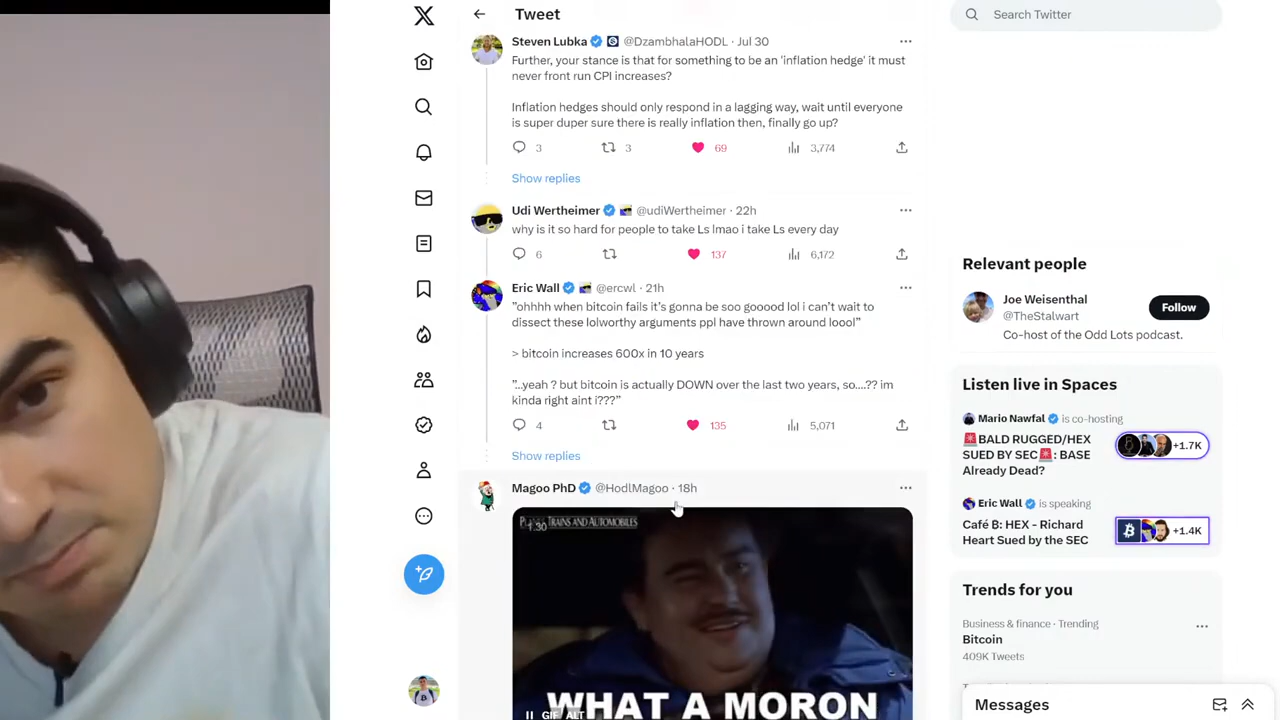 Tweet
Search Twitter
Steven Lubka @DzambhalaHODL · Jul 30
Further, your stance is that for something to be an 'inflation hedge' it must
never front run CPI increases?
Inflation hedges should only respond in a lagging way, wait until everyone
is super duper sure there is really inflation then, finally go up?
3 3 69 3,774
Show replies
Udi Wertheimer @udiWertheimer · 22h
why is it so hard for people to take Ls lmao i take Ls every day
6 137 6,172
Eric Wall @ercwl · 21h
"ohhhh when bitcoin fails it's gonna be soo gooood lol i can't wait to
dissect these lolworthy arguments ppl have thrown around loool"
> bitcoin increases 600x in 10 years
"...yeah ? but bitcoin is actually DOWN over the last two years, so....?? im
kinda right aint i???"
4 135 5,071
Show replies
Magoo PhD @HodlMagoo · 18h
1:30
TRAINS AND AUTOMOBILES
WHAT A MORON
GIF ALT
Relevant people
Joe Weisenthal
@TheStalwart
Follow
Co-host of the Odd Lots podcast.
Listen live in Spaces
Mario Nawfal is co-hosting
🚨BALD RUGGED/HEX
SUED BY SEC🚨: BASE
Already Dead?
+1.7K
Eric Wall is speaking
Café ₿: HEX - Richard
Heart Sued by the SEC
+1.4K
Trends for you
Business & finance · Trending
Bitcoin
409K Tweets
Messages